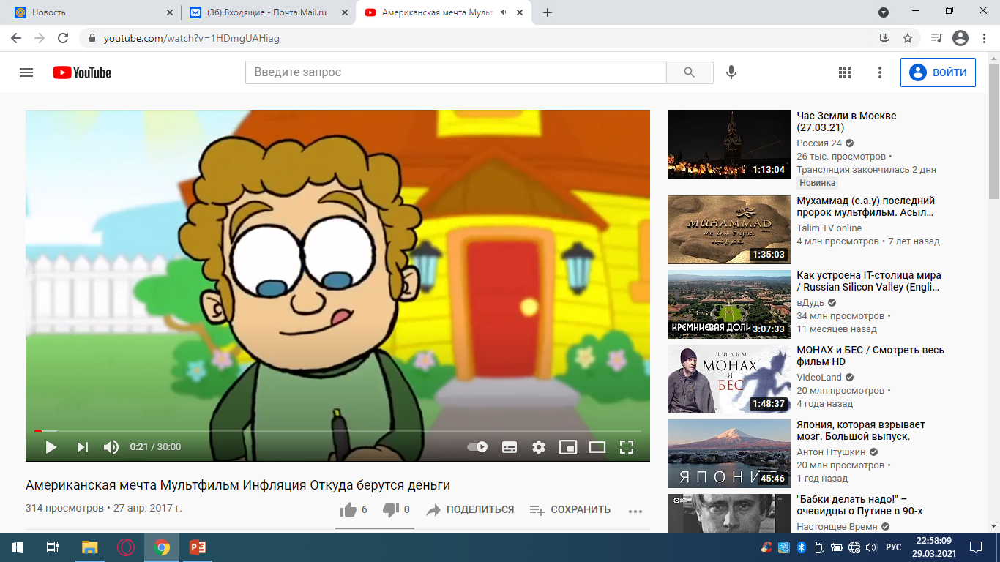 Новость
(36) Входящие - Почта Mail.ru
Американская мечта Мульт
youtube.com/watch?v=1HDmgUAHiag
YouTube
Введите запрос
ВОЙТИ
0:21 / 30:00
Американская мечта Мультфильм Инфляция Откуда берутся деньги
314 просмотров • 27 апр. 2017 г.
6
0
ПОДЕЛИТЬСЯ
СОХРАНИТЬ
1:13:04
Час Земли в Москве
(27.03.21)
Россия 24
26 тыс. просмотров •
Трансляция закончилась 2 дня
Новинка
MUHAMMAD
The Last Prophet
1:35:03
Мухаммад (с.а.у) последний
пророк мультфильм. Асыл...
Talim TV online
4 млн просмотров • 7 лет назад
КРЕМНИЕВАЯ ДОЛИ
3:07:33
Как устроена IT-столица мира
/ Russian Silicon Valley (Engli...
вДудь
34 млн просмотров •
11 месяцев назад
ФИЛЬМ
МОНАХ
И
БЕС
1:48:37
МОНАХ и БЕС / Смотреть весь
фильм HD
VideoLand
20 млн просмотров •
4 года назад
ЯПОНИ
45:46
Япония, которая взрывает
мозг. Большой выпуск.
Антон Птушкин
20 млн просмотров •
1 год назад
"Бабки делать надо!" –
очевидцы о Путине в 90-х
Настоящее Время
РУС
22:58:09
29.03.2021